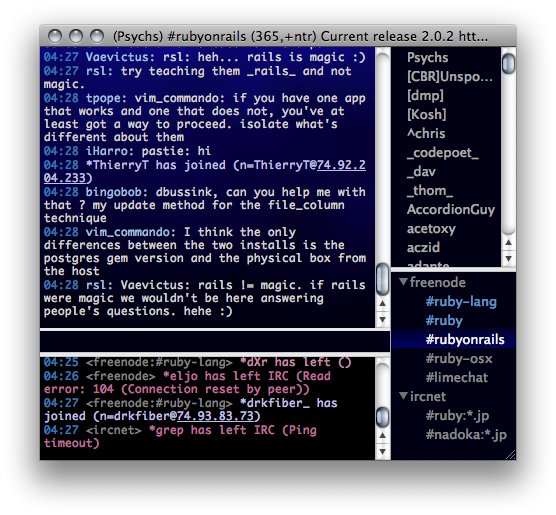 (Psychs) #rubyonrails (365,+ntr) Current release 2.0.2 htt...
04:27 Vaevictus: rsl: heh... rails is magic :)
04:27 rsl: try teaching them _rails_ and not
magic.
04:28 tpope: vim_commando: if you have one app
that works and one that does not, you've at
least got a way to proceed. isolate what's
different about them
04:28 iHarro: pastie: hi
04:28 *ThierryT has joined (n=ThierryT@74.92.2
04.233)
04:28 bingobob: dbussink, can you help me with
that ? my update method for the file_column
technique
04:28 vim_commando: I think the only
differences between the two installs is the
postgres gem version and the physical box from
the host
04:28 rsl: Vaevictus: rails != magic. if rails
were magic we wouldn't be here answering
people's questions. hehe :)
Psychs
[CBR]Unspo...
[dmp]
[Kosh]
^chris
_codepoet_
_dav
_thom_
AccordionGuy
acetoxy
aczid
adante
04:25 <freenode:#ruby-lang> *dXr has left ()
04:26 <freenode> *eljo has left IRC (Read
error: 104 (Connection reset by peer))
04:27 <freenode:#ruby-lang> *drkfiber_ has
joined (n=drkfiber@74.93.83.73)
04:27 <ircnet> *grep has left IRC (Ping
timeout)
freenode
#ruby-lang
#ruby
#rubyonrails
#ruby-osx
#limechat
ircnet
#ruby:*.jp
#nadoka:*.jp